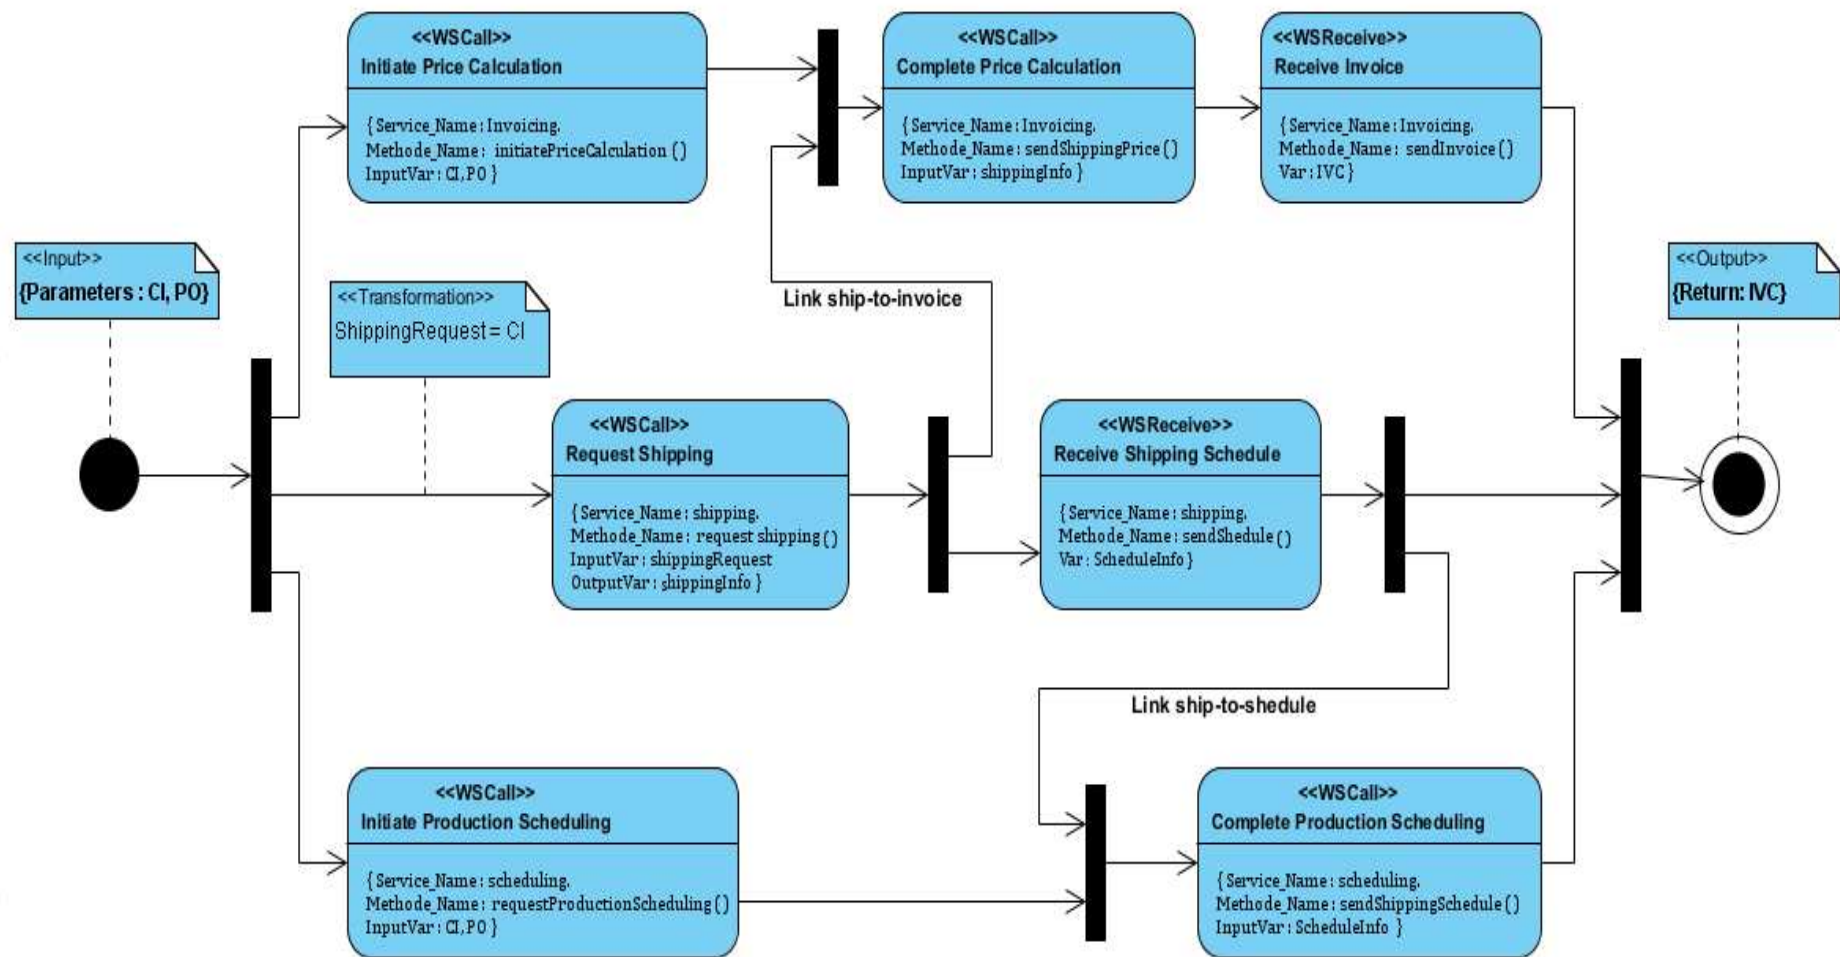 <<WSCall>>
Initiate Price Calculation
{Service_Name : Invoicing.
Methode_Name : initiatePriceCalculation ()
InputVar : CI,PO }
<<WSCall>>
Complete Price Calculation
{Service_Name : Invoicing.
Methode_Name : sendShippingPrice ()
InputVar : shippingInfo }
<<WSReceive>>
Receive Invoice
{Service_Name : Invoicing.
Methode_Name : sendInvoice ()
Var : IVC }
<<Input>>
{Parameters : CI, PO}
<<Transformation>>
ShippingRequest = CI
Link ship-to-invoice
<<Output>>
{Return: IVC}
<<WSCall>>
Request Shipping
{Service_Name : shipping.
Methode_Name : request shipping ()
InputVar : shippingRequest
OutputVar : shippingInfo }
<<WSReceive>>
Receive Shipping Schedule
{Service_Name : shipping.
Methode_Name : sendShedule ()
Var : ScheduleInfo }
Link ship-to-shedule
<<WSCall>>
Initiate Production Scheduling
{Service_Name : scheduling.
Methode_Name : requestProductionScheduling ()
InputVar : CI,PO }
<<WSCall>>
Complete Production Scheduling
{Service_Name : scheduling.
Methode_Name : sendShippingSchedule ()
InputVar : ScheduleInfo }